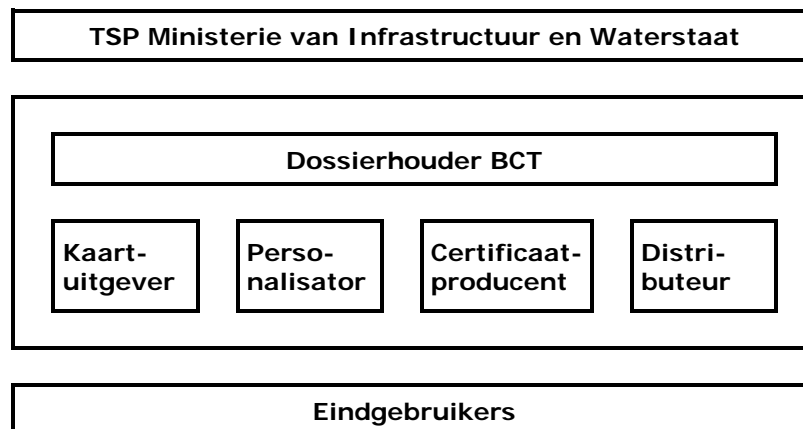 TSP Ministerie van Infrastructuur en Waterstaat
Dossierhouder BCT
Kaart-
uitgever
Perso-
nalisator
Certificaat-
producent
Distri-
buteur
Eindgebruikers